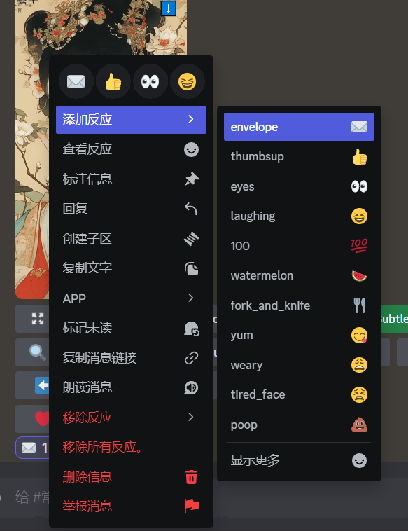 添加反应
查看反应
标注信息
回复
创建子区
复制文字
APP
标记未读
复制消息链接
朗读消息
移除反应
移除所有反应。
删除信息
举报消息
envelope
thumbsup
eyes
laughing
100
watermelon
fork_and_knife
yum
weary
tired_face
poop
显示更多
Subtle
1
给 #常